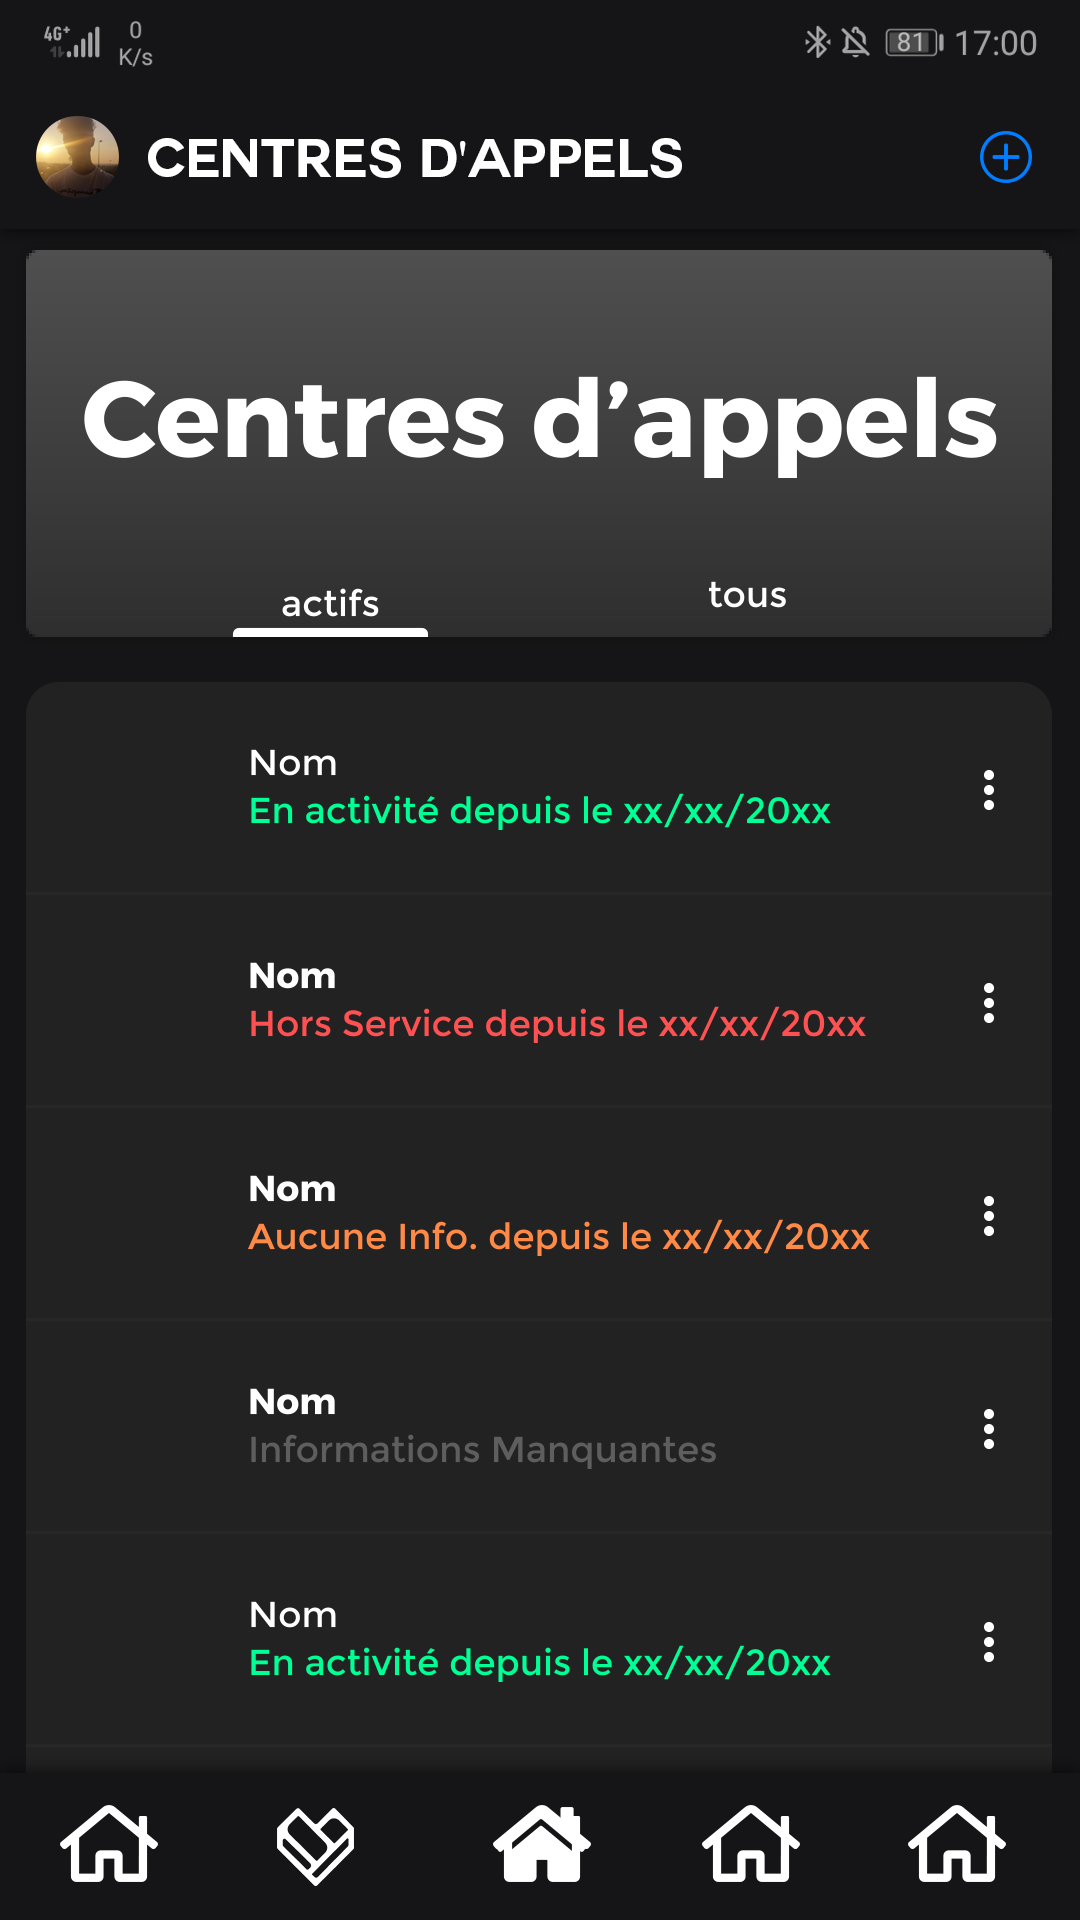 4G+ 0 K/s 81 17:00
CENTRES D'APPELS
Centres d’appels
actifs tous
Nom
En activité depuis le xx/xx/20xx
Nom
Hors Service depuis le xx/xx/20xx
Nom
Aucune Info. depuis le xx/xx/20xx
Nom
Informations Manquantes
Nom
En activité depuis le xx/xx/20xx